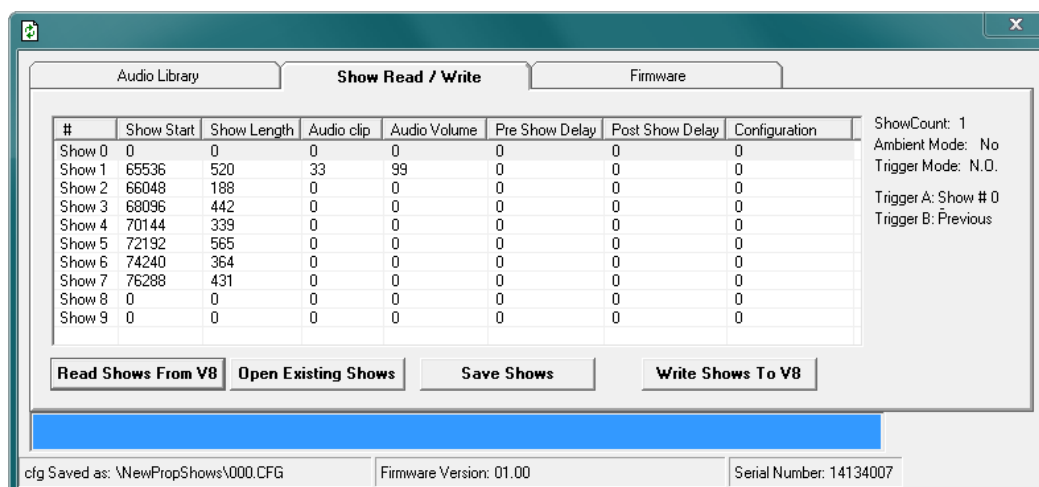 Audio Library Show Read / Write Firmware
# Show Start Show Length Audio clip Audio Volume Pre Show Delay Post Show Delay Configuration
Show 0 0 0 0 0 0 0 0
Show 1 65536 520 33 99 0 0 0
Show 2 66048 188 0 0 0 0 0
Show 3 68096 442 0 0 0 0 0
Show 4 70144 339 0 0 0 0 0
Show 5 72192 565 0 0 0 0 0
Show 6 74240 364 0 0 0 0 0
Show 7 76288 431 0 0 0 0 0
Show 8 0 0 0 0 0 0 0
Show 9 0 0 0 0 0 0 0
ShowCount: 1
Ambient Mode: No
Trigger Mode: N.O.
Trigger A: Show # 0
Trigger B: Previous
Read Shows From V8 Open Existing Shows Save Shows Write Shows To V8
cfg Saved as: \NewPropShows\000.CFG Firmware Version: 01.00 Serial Number: 14134007